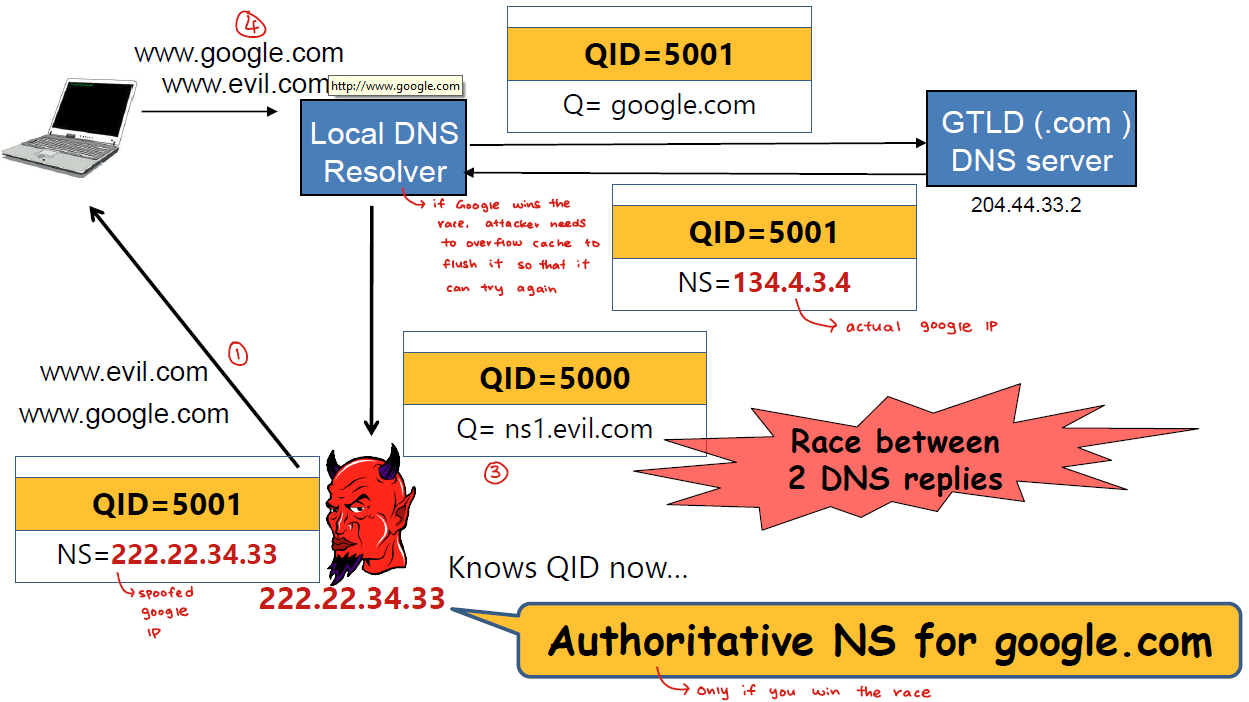 ④
www.google.com
www.evil.com
http://www.google.com
Local DNS
Resolver
QID=5001
Q= google.com
GTLD (.com )
DNS server
204.44.33.2
if Google wins the
race, attacker needs
to overflow cache to
flush it so that it
can try again
QID=5001
NS=134.4.3.4
actual google IP
①
www.evil.com
www.google.com
QID=5000
Q= ns1.evil.com
③
Race between
2 DNS replies
QID=5001
NS=222.22.34.33
spoofed
google
IP
222.22.34.33
Knows QID now...
Authoritative NS for google.com
only if you win the race